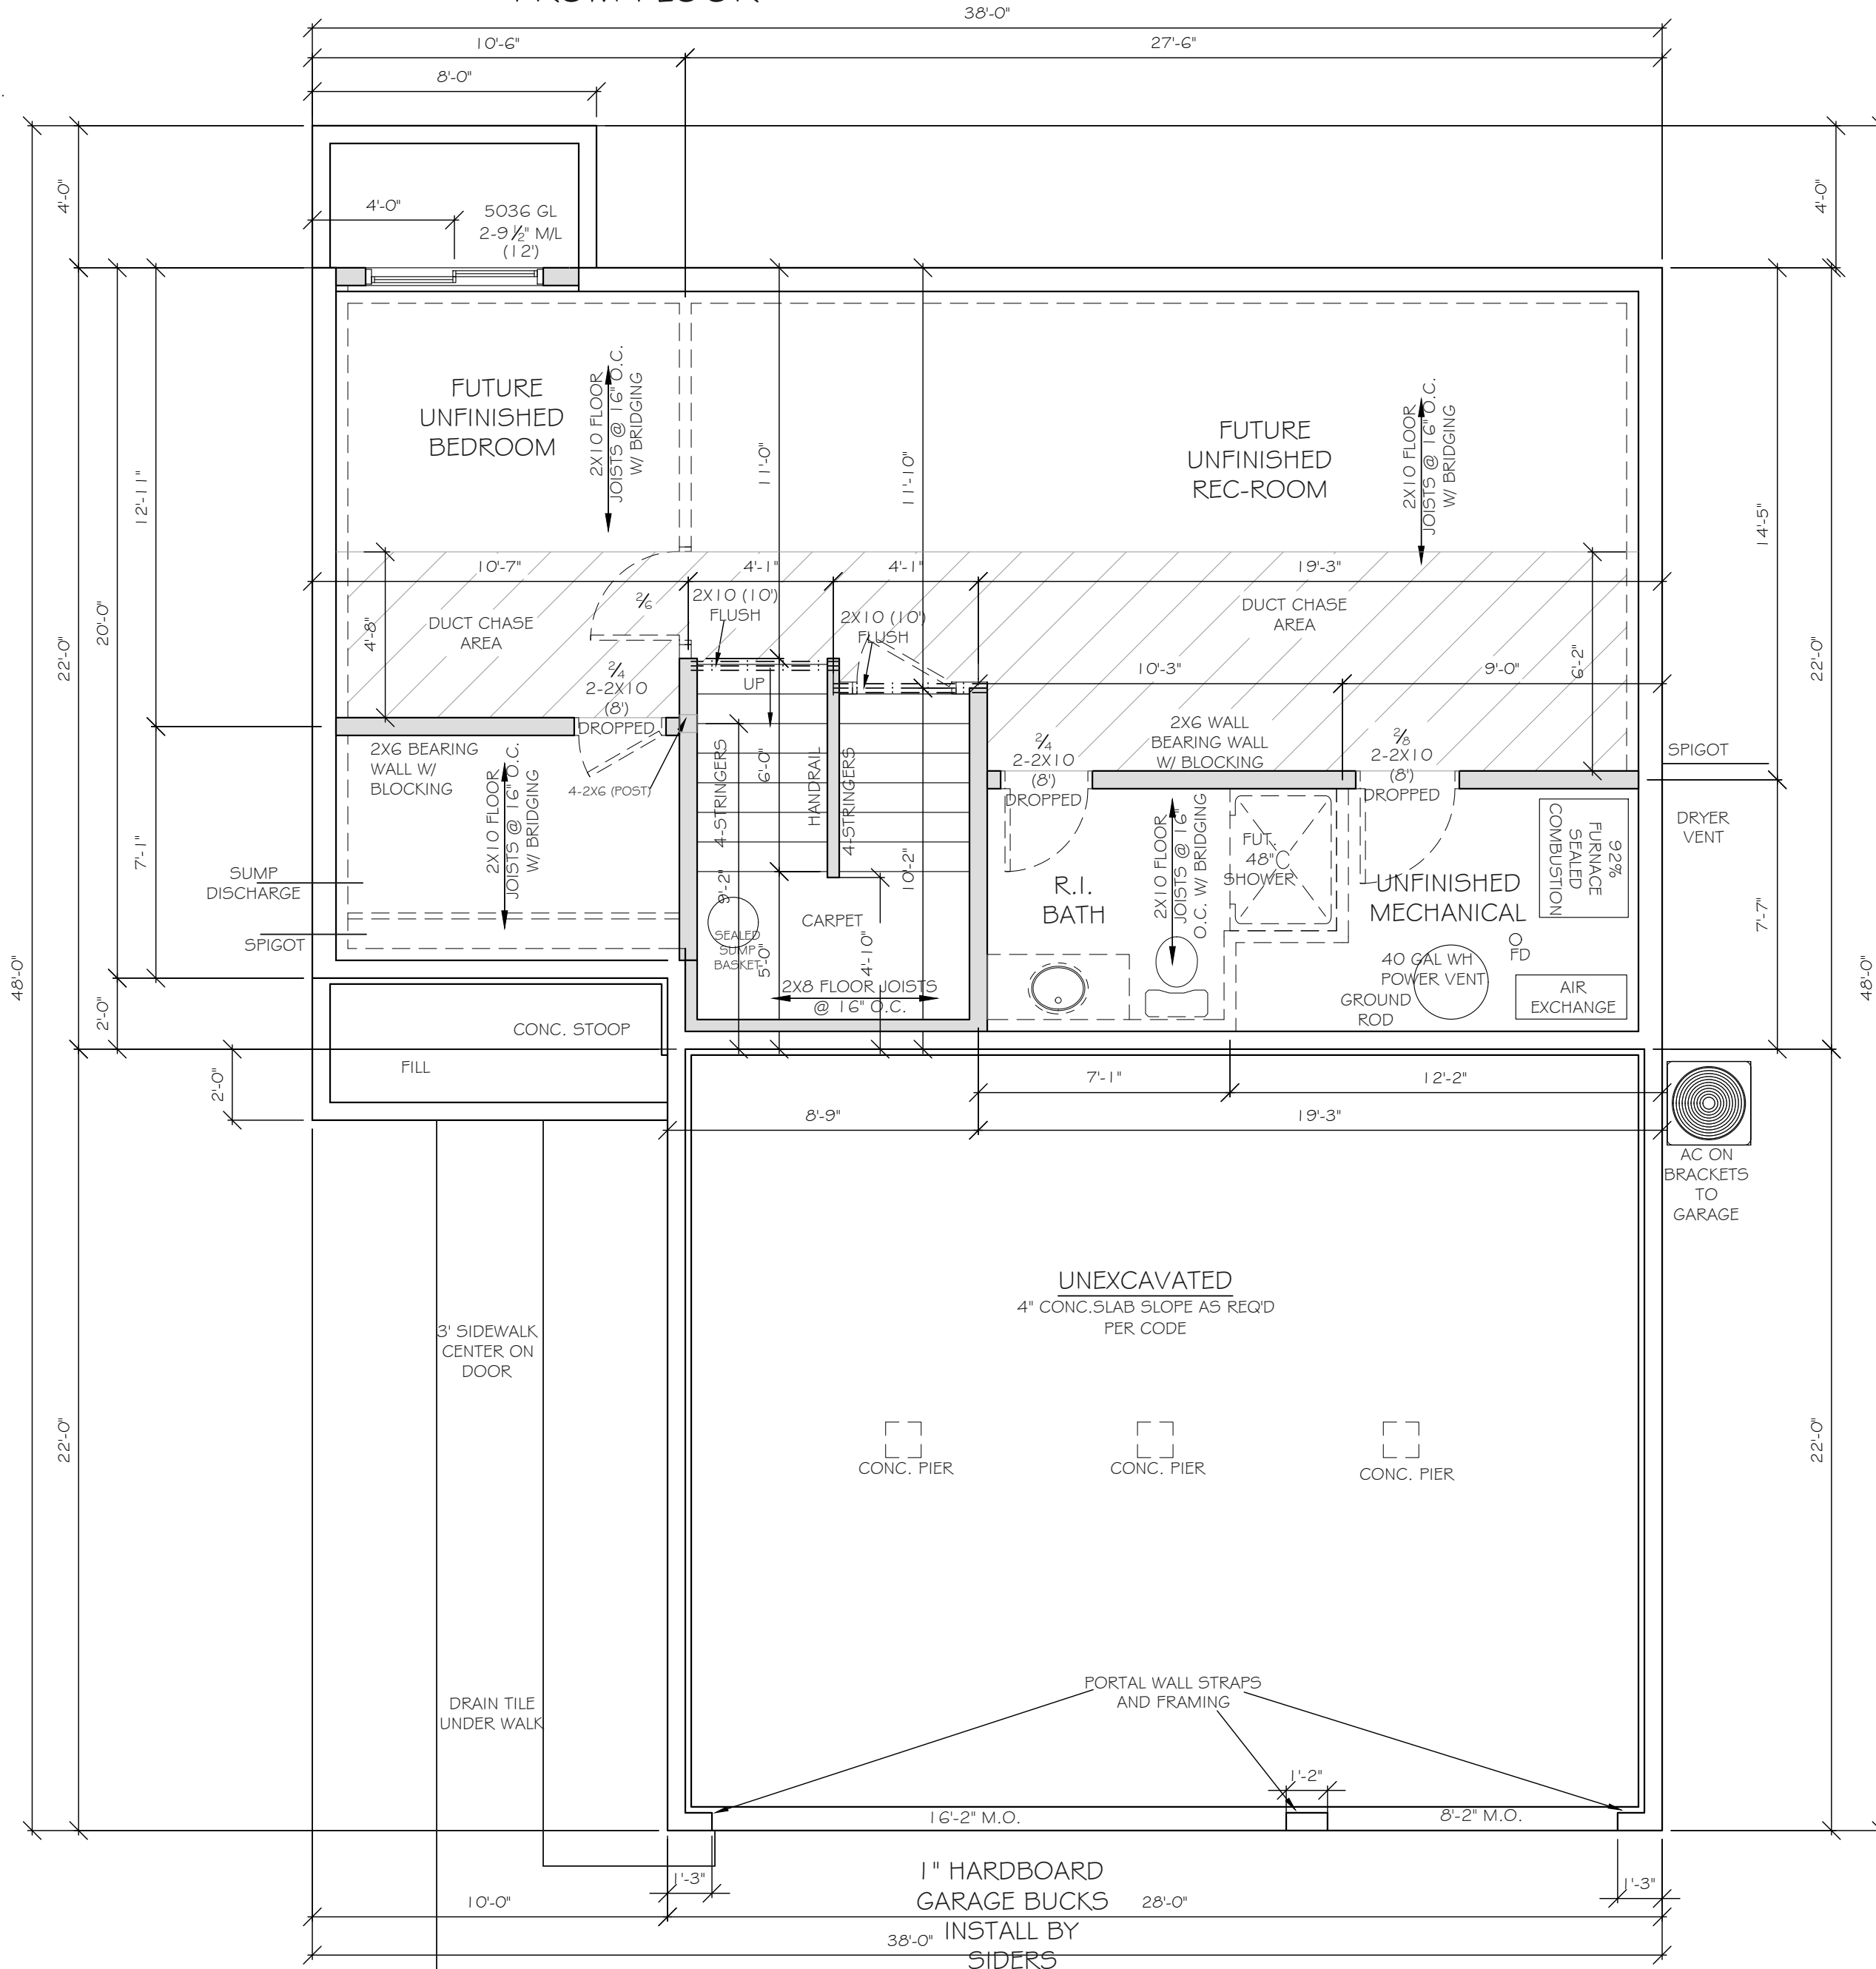 38'-0"
10'-6"
27'-6"
8'-0"
4'-0"
4'-0"
4'-0"
5036 GL
2-9 1/2" M/L
(12')
FUTURE
UNFINISHED
BEDROOM
2X10 FLOOR
JOISTS @ 16" O.C.
W/ BRIDGING
11'-0"
11'-10"
FUTURE
UNFINISHED
REC-ROOM
2X10 FLOOR
JOISTS @ 16" O.C.
W/ BRIDGING
12'-11"
14'-5"
10'-7"
4'-1"
4'-1"
19'-3"
20'-0"
22'-0"
22'-0"
4'-8"
DUCT CHASE
AREA
2/6
2X10 (10')
FLUSH
2X10 (10')
FLUSH
DUCT CHASE
AREA
6'-2"
10'-3"
9'-0"
2/4
2-2X10
(8')
DROPPED
UP
2X6 BEARING
WALL W/
BLOCKING
2X10 FLOOR
JOISTS @ 16" O.C.
W/ BRIDGING
4-2X6 (POST)
4-STRINGERS
6'-0"
HANDRAIL
4-STRINGERS
2/4
2-2X10
(8')
DROPPED
2X6 WALL
BEARING WALL
W/ BLOCKING
2/8
2-2X10
(8')
DROPPED
SPIGOT
DRYER
VENT
7'-1"
SUMP
DISCHARGE
SPIGOT
9'-2"
10'-2"
CARPET
SEALED
SUMP
BASKET
5'-0"
4'-10"
2X8 FLOOR JOISTS
@ 16" O.C.
R.I.
BATH
2X10 FLOOR
JOISTS @ 16"
O.C. W/ BRIDGING
FUT.
48"
SHOWER
UNFINISHED
MECHANICAL
92%
FURNACE
SEALED
COMBUSTION
FD
40 GAL WH
POWER VENT
GROUND
ROD
AIR
EXCHANGE
7'-7"
48'-0"
48'-0"
2'-0"
CONC. STOOP
FILL
2'-0"
7'-1"
12'-2"
8'-9"
19'-3"
AC ON
BRACKETS
TO
GARAGE
UNEXCAVATED
4" CONC.SLAB SLOPE AS REQ'D
PER CODE
3' SIDEWALK
CENTER ON
DOOR
22'-0"
22'-0"
CONC. PIER
CONC. PIER
CONC. PIER
DRAIN TILE
UNDER WALK
PORTAL WALL STRAPS
AND FRAMING
1'-2"
16'-2" M.O.
8'-2" M.O.
1'-3"
1'-3"
1" HARDBOARD
GARAGE BUCKS
INSTALL BY
SIDERS
10'-0"
28'-0"
38'-0"